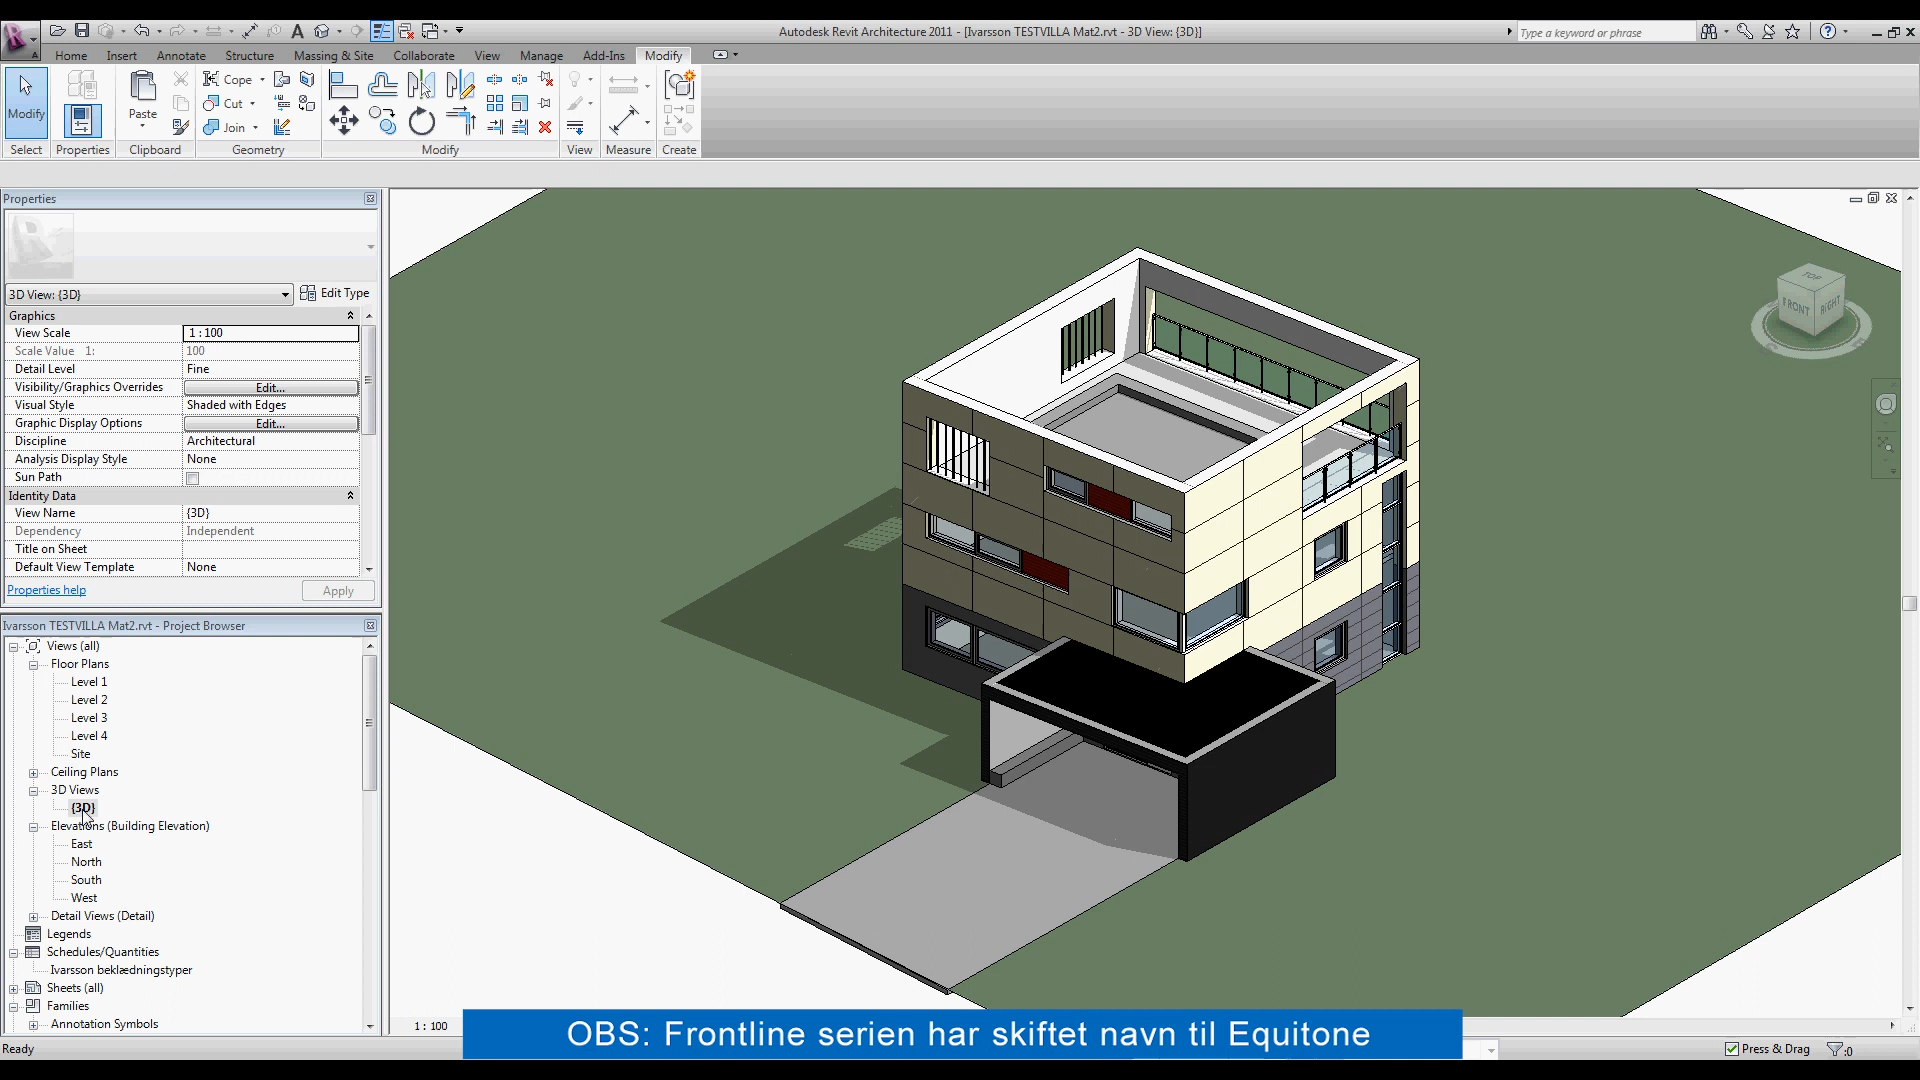 Autodesk Revit Architecture 2011 - [Ivarsson TESTVILLA Mat2.rvt - 3D View: {3D}]
Type a keyword or phrase
Home Insert Annotate Structure Massing & Site Collaborate View Manage Add-Ins Modify
Modify
Paste
Cope
Cut
Join
Select Properties Clipboard Geometry Modify View Measure Create
Properties
3D View: {3D}
Edit Type
Graphics
View Scale 1 : 100
Scale Value 1: 100
Detail Level Fine
Visibility/Graphics Overrides Edit...
Visual Style Shaded with Edges
Graphic Display Options Edit...
Discipline Architectural
Analysis Display Style None
Sun Path
Identity Data
View Name {3D}
Dependency Independent
Title on Sheet
Default View Template None
Properties help
Apply
Ivarsson TESTVILLA Mat2.rvt - Project Browser
Views (all)
Floor Plans
Level 1
Level 2
Level 3
Level 4
Site
Ceiling Plans
3D Views
{3D}
Elevations (Building Elevation)
East
North
South
West
Detail Views (Detail)
Legends
Schedules/Quantities
Ivarsson beklædningstyper
Sheets (all)
Families
Annotation Symbols
TOP
FRONT
RIGHT
1 : 100
OBS: Frontline serien har skiftet navn til Equitone
Ready
Press & Drag
:0